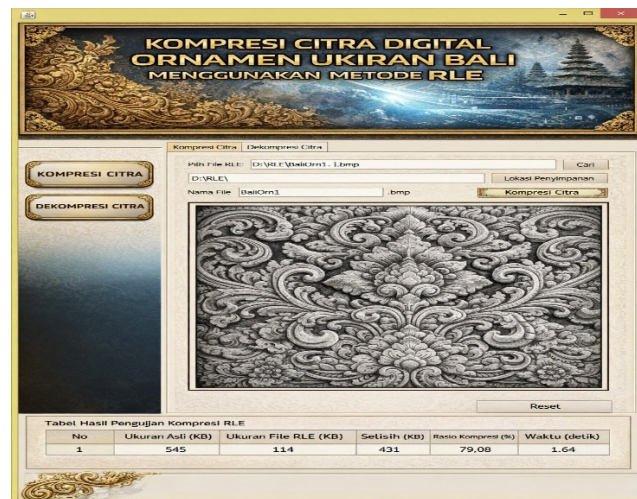 KOMPRESI CITRA DIGITAL
ORNAMEN UKIRAN BALI
MENGGUNAKAN METODE RLE
Kompresi Citra Dekompresi Citra
KOMPRESI CITRA
DEKOMPRESI CITRA
Pilih File RLE: D:\RLE\BaliOrn1. ].bmp Cari
D:\RLE\ Lokasi Penyimpanan
Nama File BaliOrn1 .bmp Kompresi Citra
Reset
Tabel Hasil Pengujian Kompresi RLE
No Ukuran Asli (KB) Ukuran File RLE (KB) Selisih (KB) Rasio Kompresi (%) Waktu (detik)
1 545 114 431 79,08 1.64